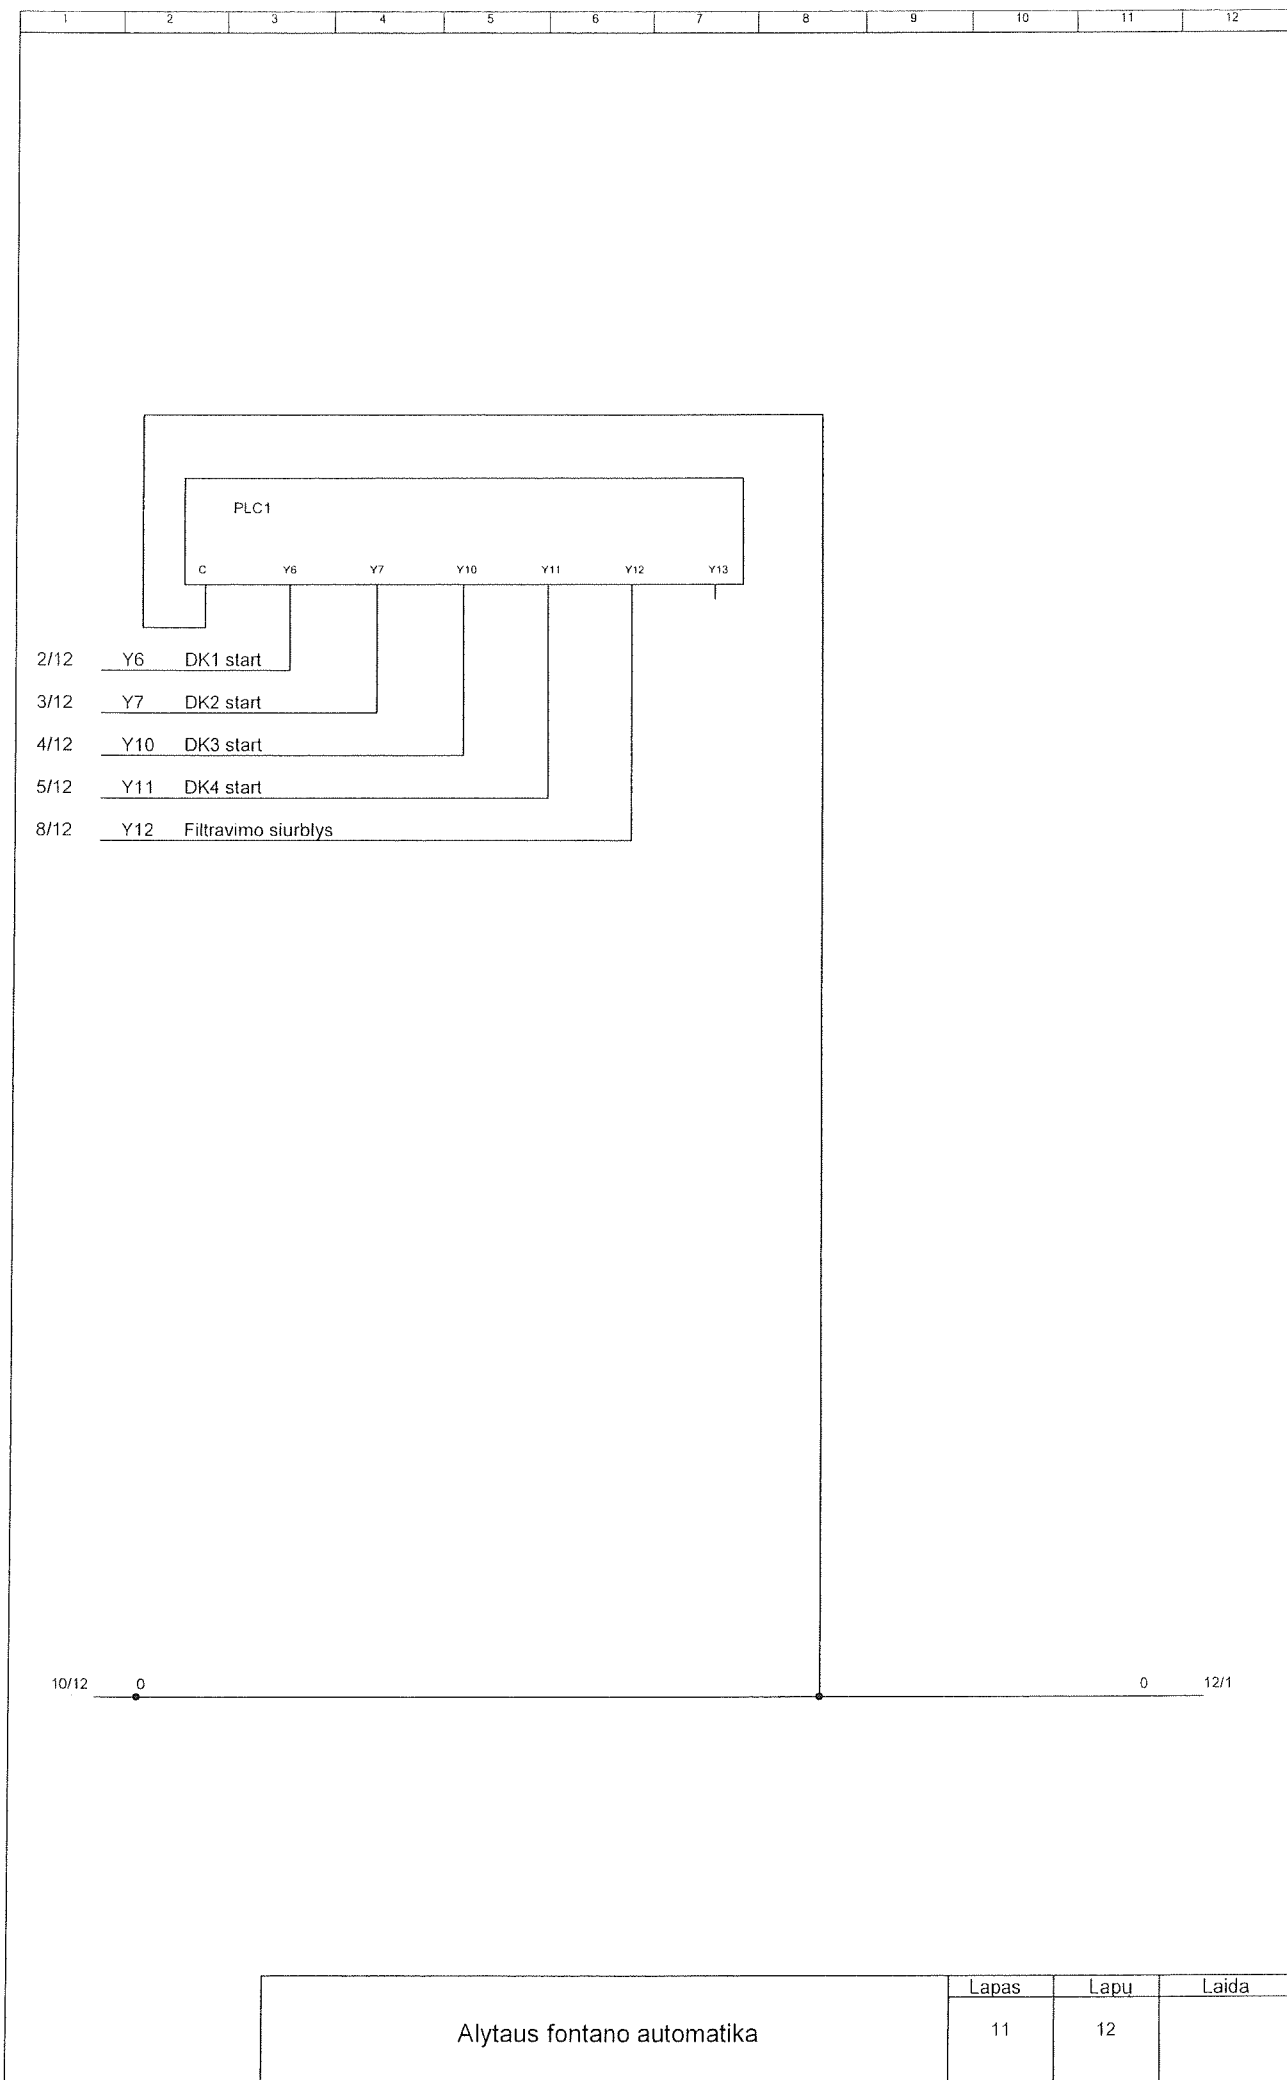 1 2 3 4 5 6 7 8 9 10 11 12
PLC1
C Y6 Y7 Y10 Y11 Y12 Y13
2/12 Y6 DK1 start
3/12 Y7 DK2 start
4/12 Y10 DK3 start
5/12 Y11 DK4 start
8/12 Y12 Filtravimo siurblys
10/12 0 0 12/1
Lapas Lapų Laida
Alytaus fontano automatika 11 12